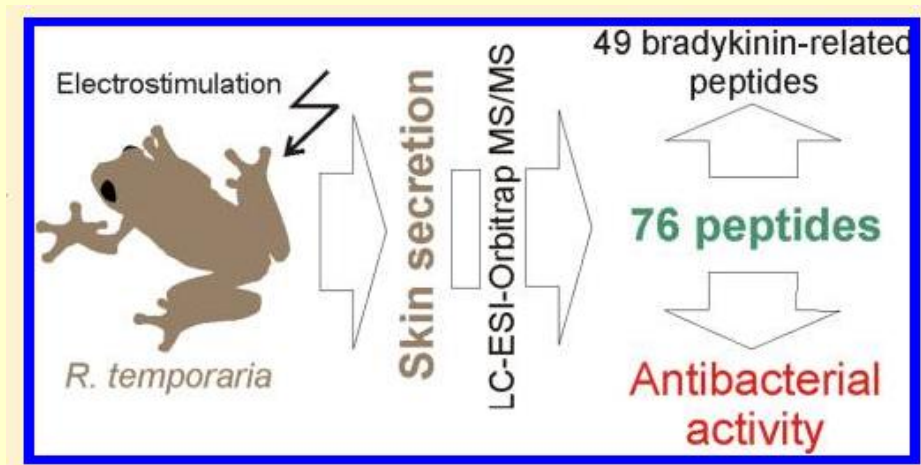 Electrostimulation
R. temporaria
Skin secretion
LC-ESI-Orbitrap MS/MS
49 bradykinin-related
peptides
76 peptides
Antibacterial
activity